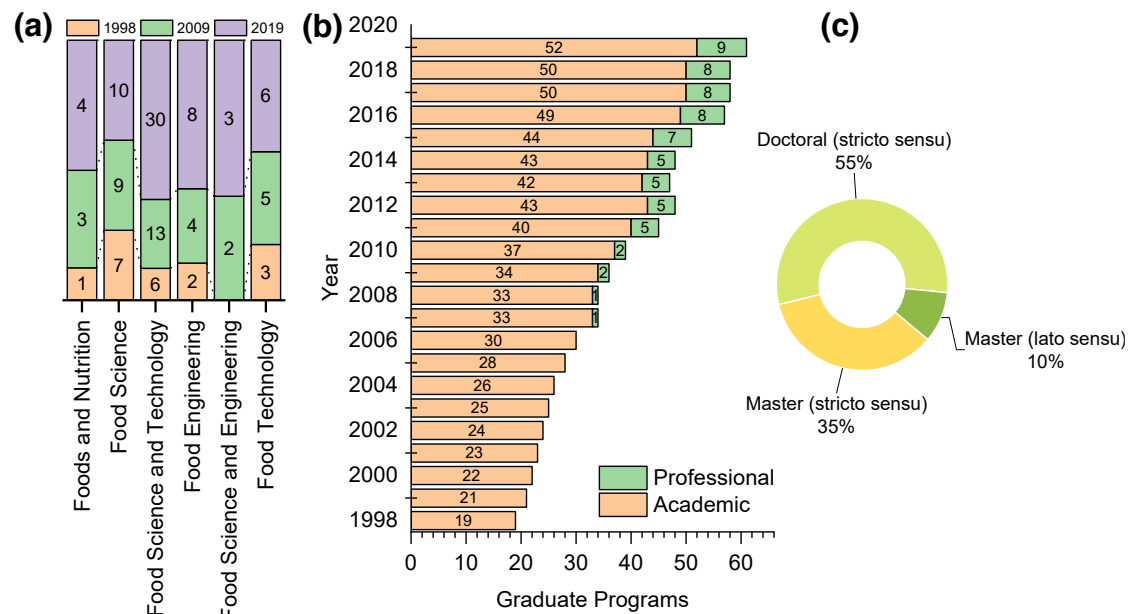 (a)
1998 2009 2019
4 10 30 8 3 6
3 9 13 4 2 5
1 7 6 2 3
Foods and Nutrition
Food Science
Food Science and Technology
Food Engineering
Food Science and Engineering
Food Technology
(b)
Year
2020
52 9
2018 50 8
50 8
2016 49 8
44 7
2014 43 5
42 5
2012 43 5
40 5
2010 37 2
34 2
2008 33 1
33 1
2006 30
28
2004 26
25
2002 24
23
2000 22
21
1998 19
Professional
Academic
0 10 20 30 40 50 60
Graduate Programs
(c)
Doctoral (stricto sensu)
55%
Master (lato sensu)
10%
Master (stricto sensu)
35%